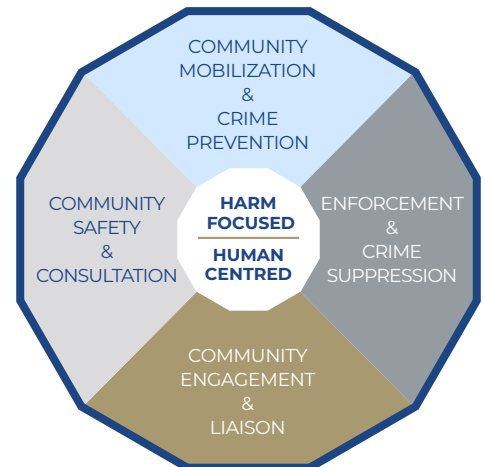 COMMUNITY
MOBILIZATION
&
CRIME
PREVENTION
COMMUNITY
SAFETY
&
CONSULTATION
HARM
FOCUSED
HUMAN
CENTRED
ENFORCEMENT
&
CRIME
SUPPRESSION
COMMUNITY
ENGAGEMENT
&
LIAISON